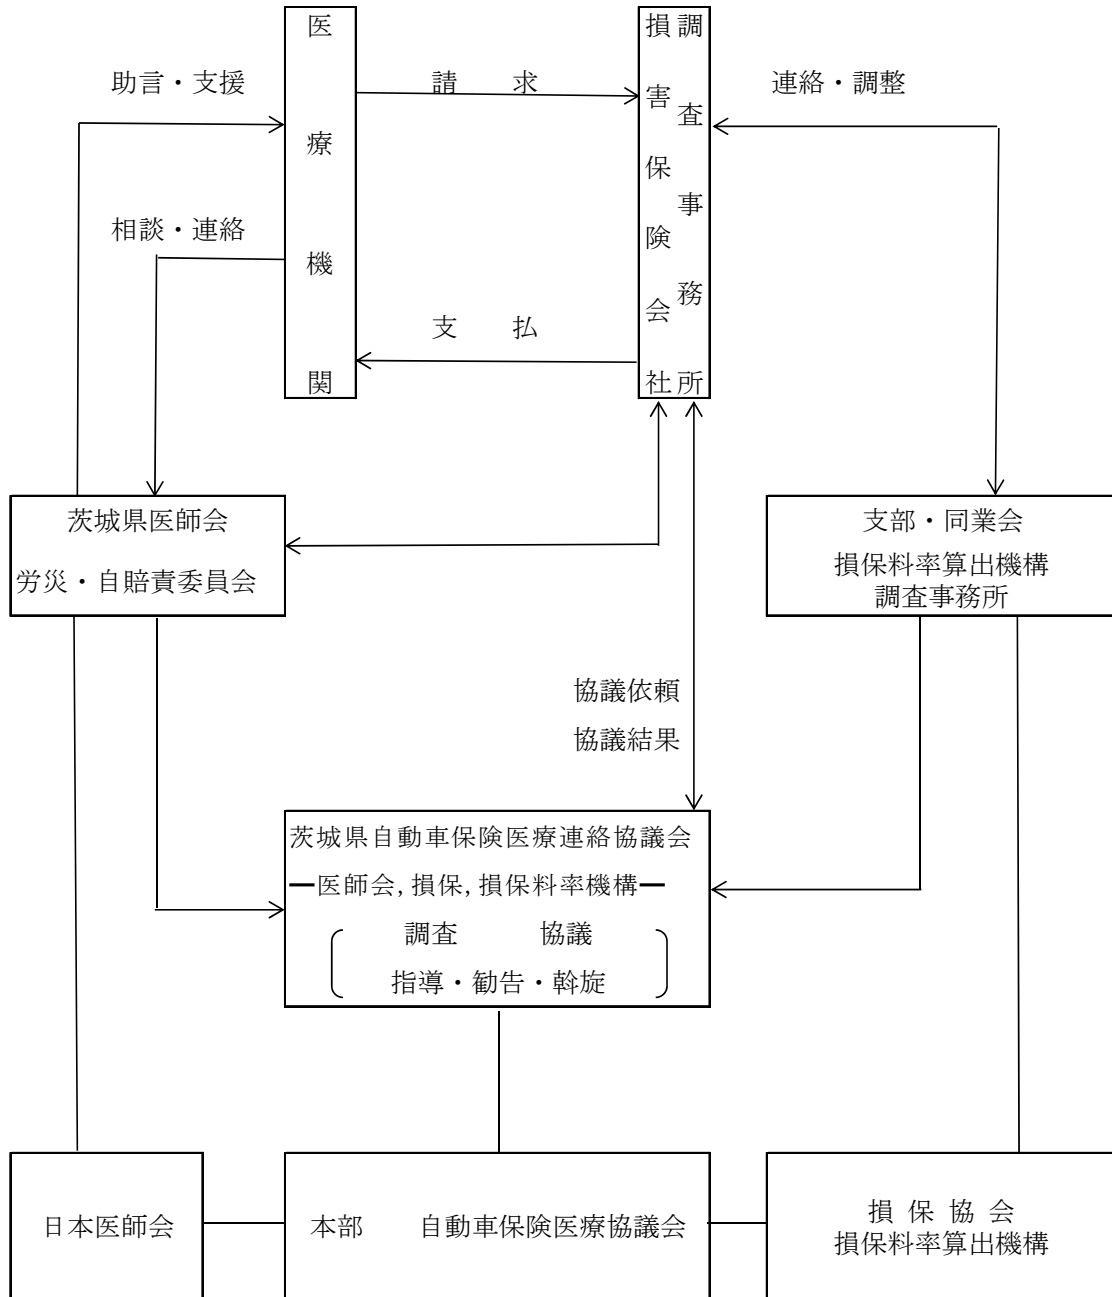 医療機関
損害保険会社
調査事務所
助言・支援
請 求
連絡・調整
相談・連絡
支 払
茨城県医師会
労災・自賠責委員会
支部・同業会
損保料率算出機構
調査事務所
協議依頼
協議結果
茨城県自動車保険医療連絡協議会
―医師会,損保,損保料率機構―
調査 協議
指導・勧告・斡旋
日本医師会
本部 自動車保険医療協議会
損保協会
損保料率算出機構